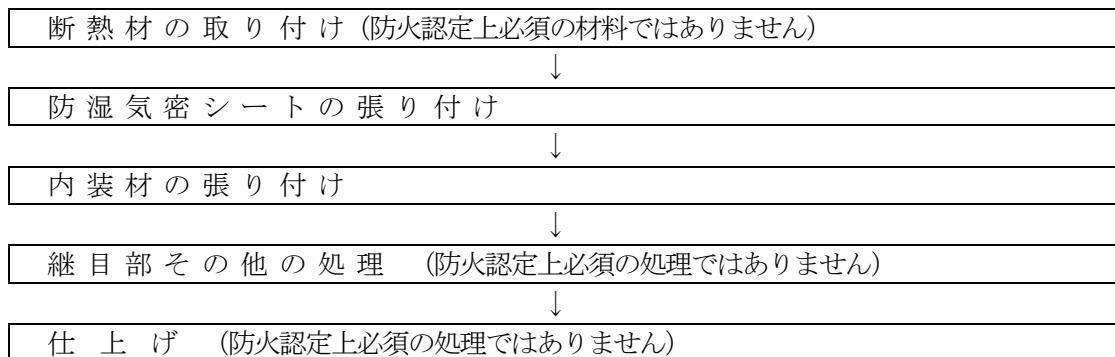 断熱材の取り付け (防火認定上必須の材料ではありません)
↓
防湿気密シートの張り付け
↓
内装材の張り付け
↓
継目部その他の処理 (防火認定上必須の処理ではありません)
↓
仕上げ (防火認定上必須の処理ではありません)